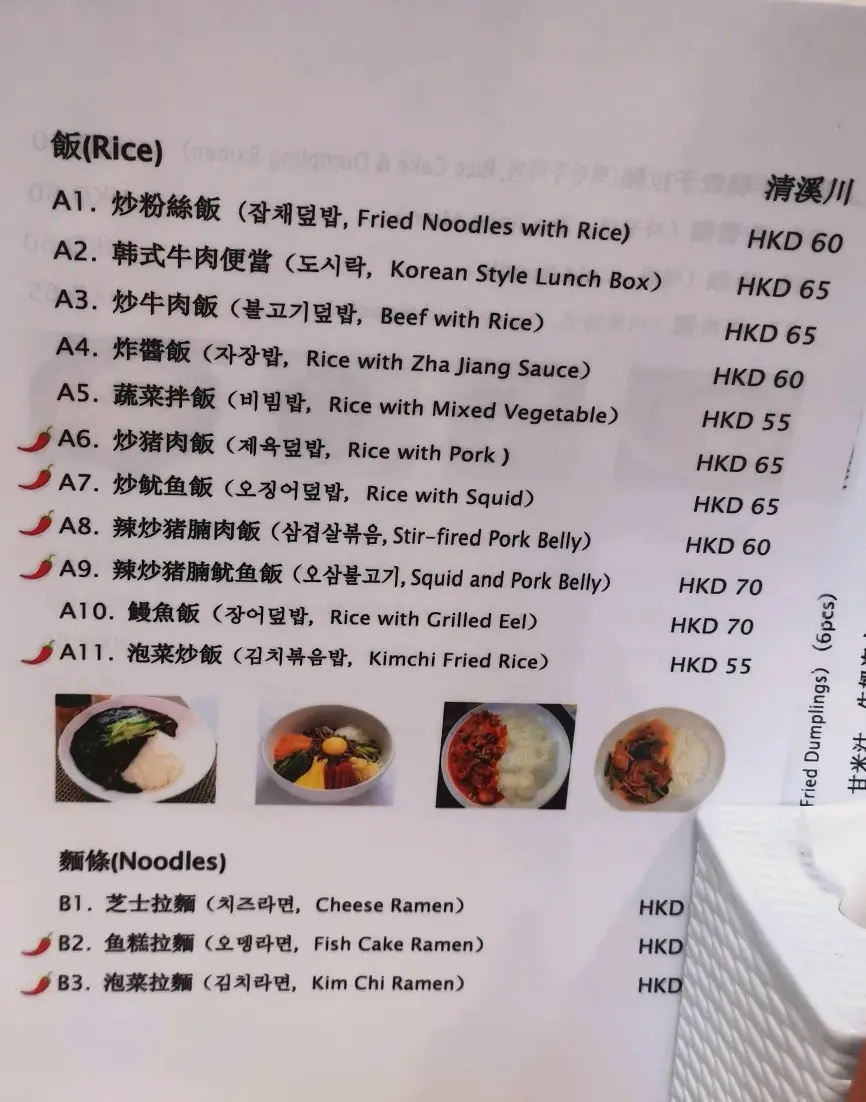 飯(Rice)
清溪川
A1. 炒粉絲飯 (잡채덮밥, Fried Noodles with Rice) HKD 60
A2. 韩式牛肉便當 (도시락, Korean Style Lunch Box) HKD 65
A3. 炒牛肉飯 (불고기덮밥, Beef with Rice) HKD 65
A4. 炸醬飯 (자장밥, Rice with Zha Jiang Sauce) HKD 60
A5. 蔬菜拌飯 (비빔밥, Rice with Mixed Vegetable) HKD 55
A6. 炒猪肉飯 (제육덮밥, Rice with Pork ) HKD 65
A7. 炒鱿鱼飯 (오징어덮밥, Rice with Squid) HKD 65
A8. 辣炒猪腩肉飯 (삼겹살볶음, Stir-fired Pork Belly) HKD 60
A9. 辣炒猪腩鱿鱼飯 (오삼불고기, Squid and Pork Belly) HKD 70
A10. 鰻魚飯 (장어덮밥, Rice with Grilled Eel) HKD 70
A11. 泡菜炒飯 (김치볶음밥, Kimchi Fried Rice) HKD 55
麵條(Noodles)
B1. 芝士拉麵 (치즈라면, Cheese Ramen) HKD
B2. 鱼糕拉麵 (오뎅라면, Fish Cake Ramen) HKD
B3. 泡菜拉麵 (김치라면, Kim Chi Ramen) HKD
Fried Dumplings) (6pcs)